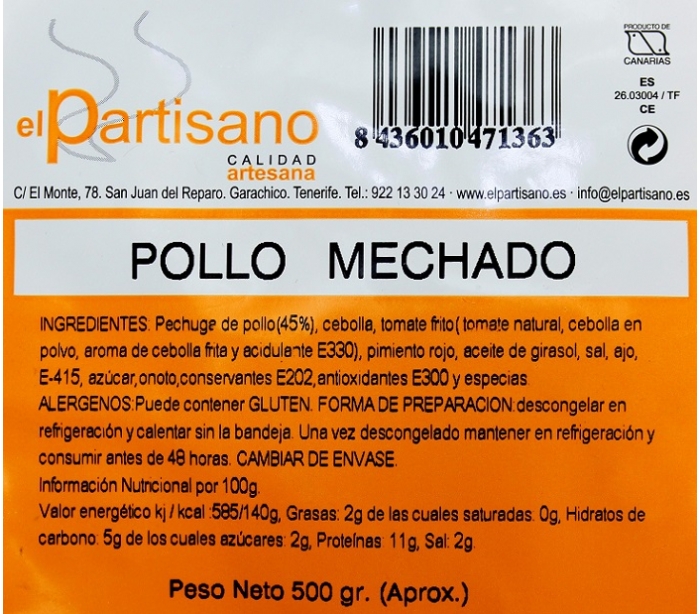 el Partisano
CALIDAD
artesana
8 436010 471363
PRODUCTO DE
CANARIAS
ES
26.03004 / TF
CE
C/ El Monte, 78. San Juan del Reparo. Garachico. Tenerife. Tel.: 922 13 30 24 · www.elpartisano.es · info@elpartisano.es
POLLO MECHADO
INGREDIENTES: Pechuge de pollo(45%), cebolla, tomate frito( tomate natural, cebolla en
polvo, aroma de cebolla frita y acidulante E330), pimiento rojo, aceite de girasol, sal, ajo,
E-415, azúcar,onoto,conservantes E202,antioxidantes E300 y especias.
ALERGENOS:Puede contener GLUTEN. FORMA DE PREPARACION:descongelar en
refrigeración y calentar sin la bandeja. Una vez descongelado mantener en refrigeración y
consumir antes de 48 horas. CAMBIAR DE ENVASE.
Información Nutricional por 100g.
Valor energético kj / kcal :585/140g, Grasas: 2g de las cuales saturadas: 0g, Hidratos de
carbono: 5g de los cuales azúcares: 2g, Proteínas: 11g, Sal: 2g.
Peso Neto 500 gr. (Aprox.)